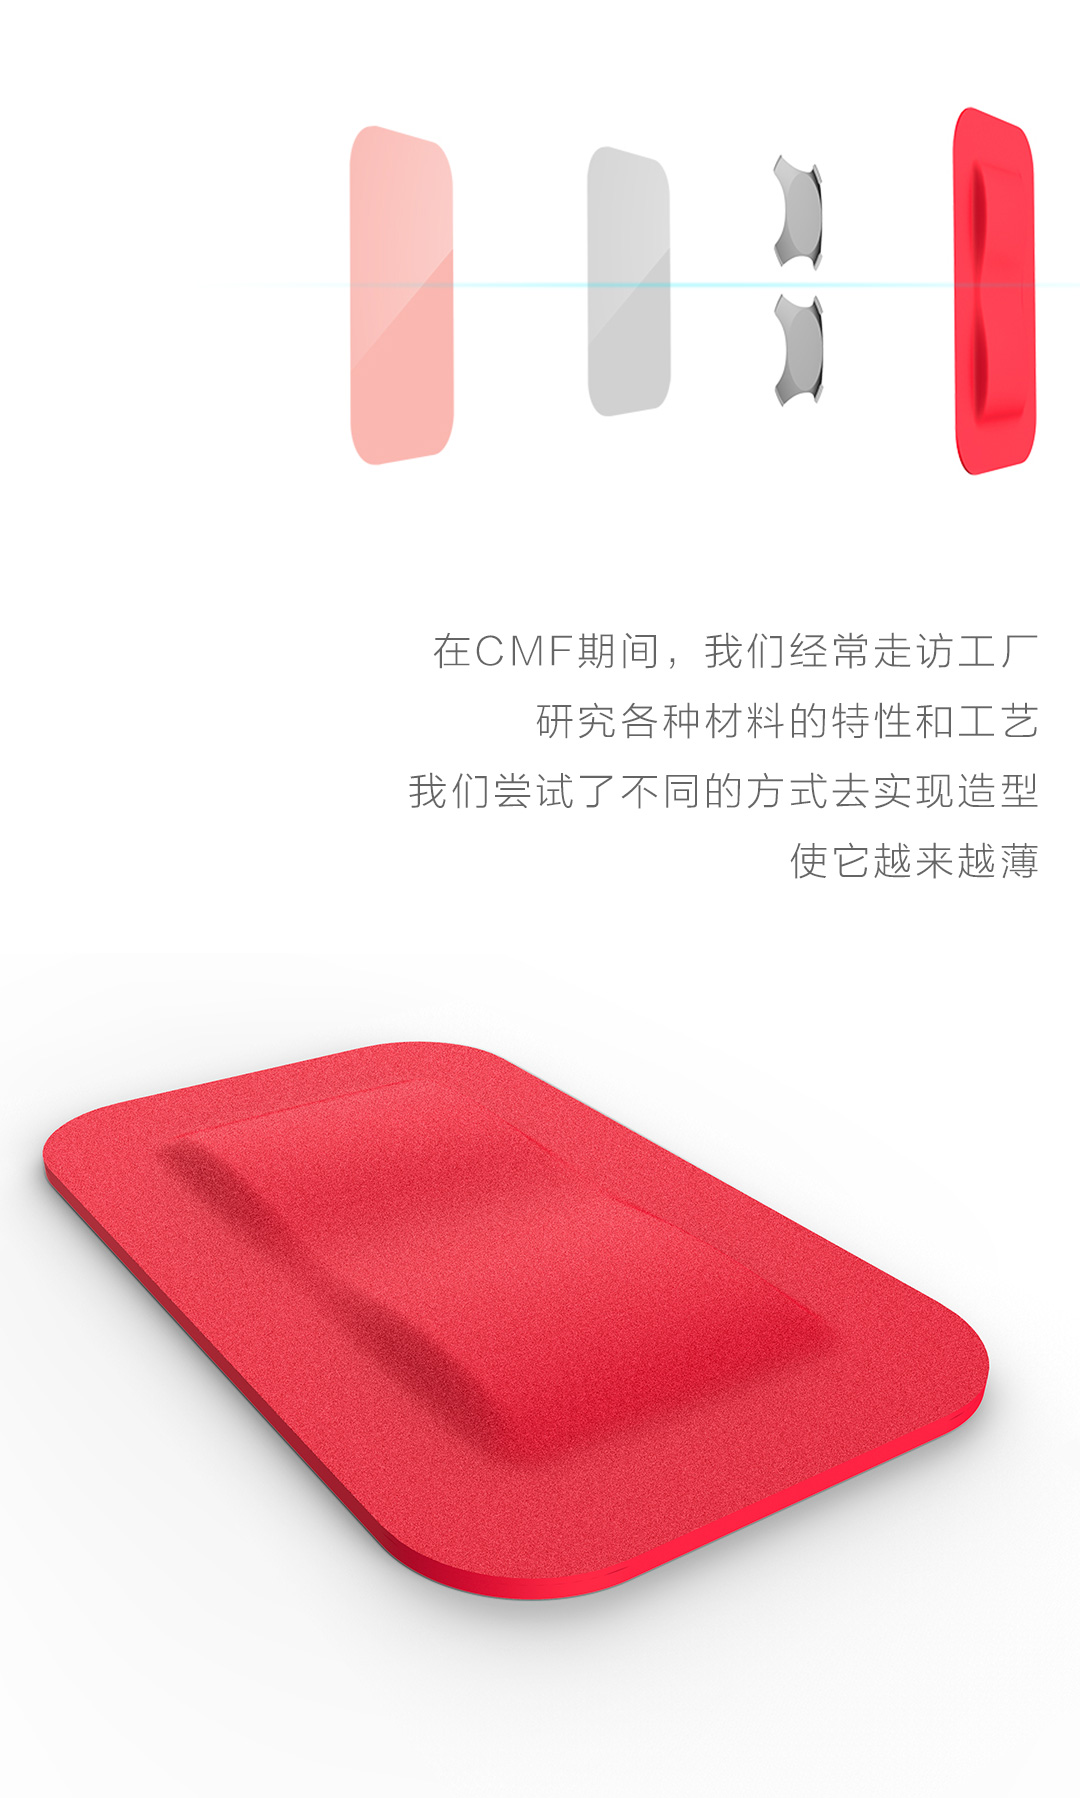 在CMF期间，我们经常走访工厂
研究各种材料的特性和工艺
我们尝试了不同的方式去实现造型
使它越来越薄